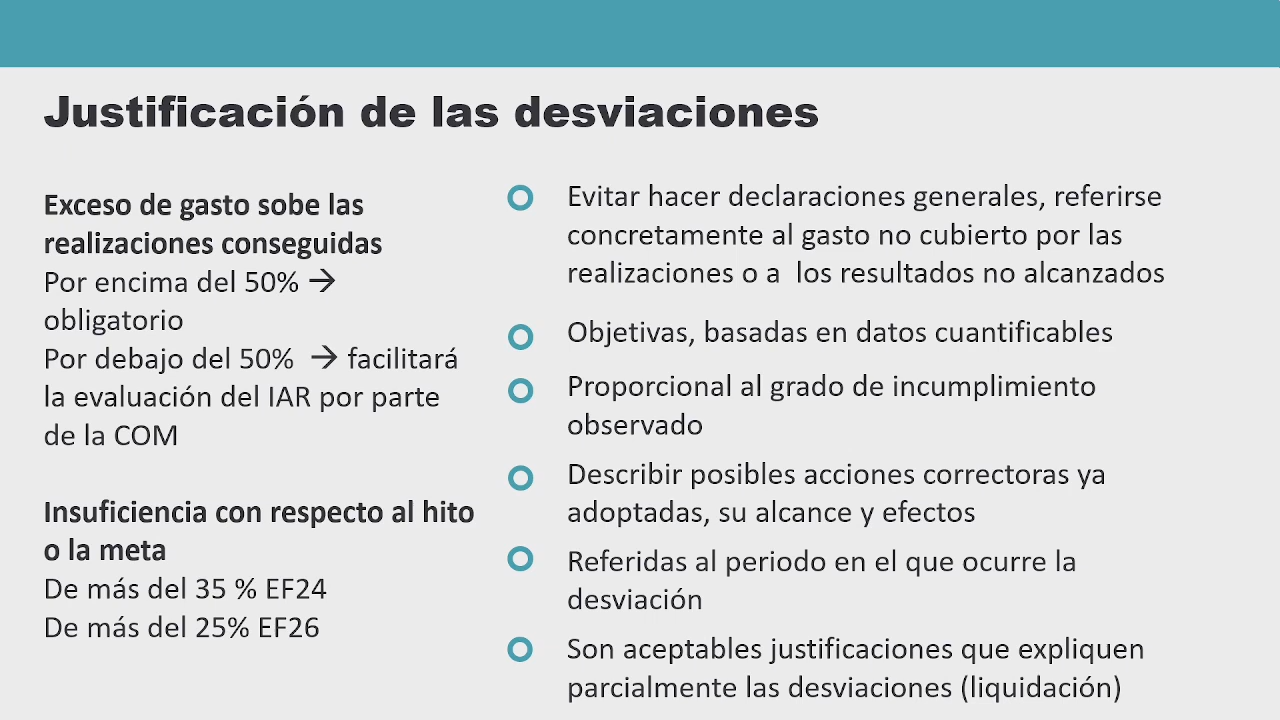 Justificación de las desviaciones
Exceso de gasto sobe las
realizaciones conseguidas
Por encima del 50% →
obligatorio
Por debajo del 50% → facilitará
la evaluación del IAR por parte
de la COM
Insuficiencia con respecto al hito
o la meta
De más del 35 % EF24
De más del 25% EF26
Evitar hacer declaraciones generales, referirse
concretamente al gasto no cubierto por las
realizaciones o a los resultados no alcanzados
Objetivas, basadas en datos cuantificables
Proporcional al grado de incumplimiento
observado
Describir posibles acciones correctoras ya
adoptadas, su alcance y efectos
Referidas al periodo en el que ocurre la
desviación
Son aceptables justificaciones que expliquen
parcialmente las desviaciones (liquidación)